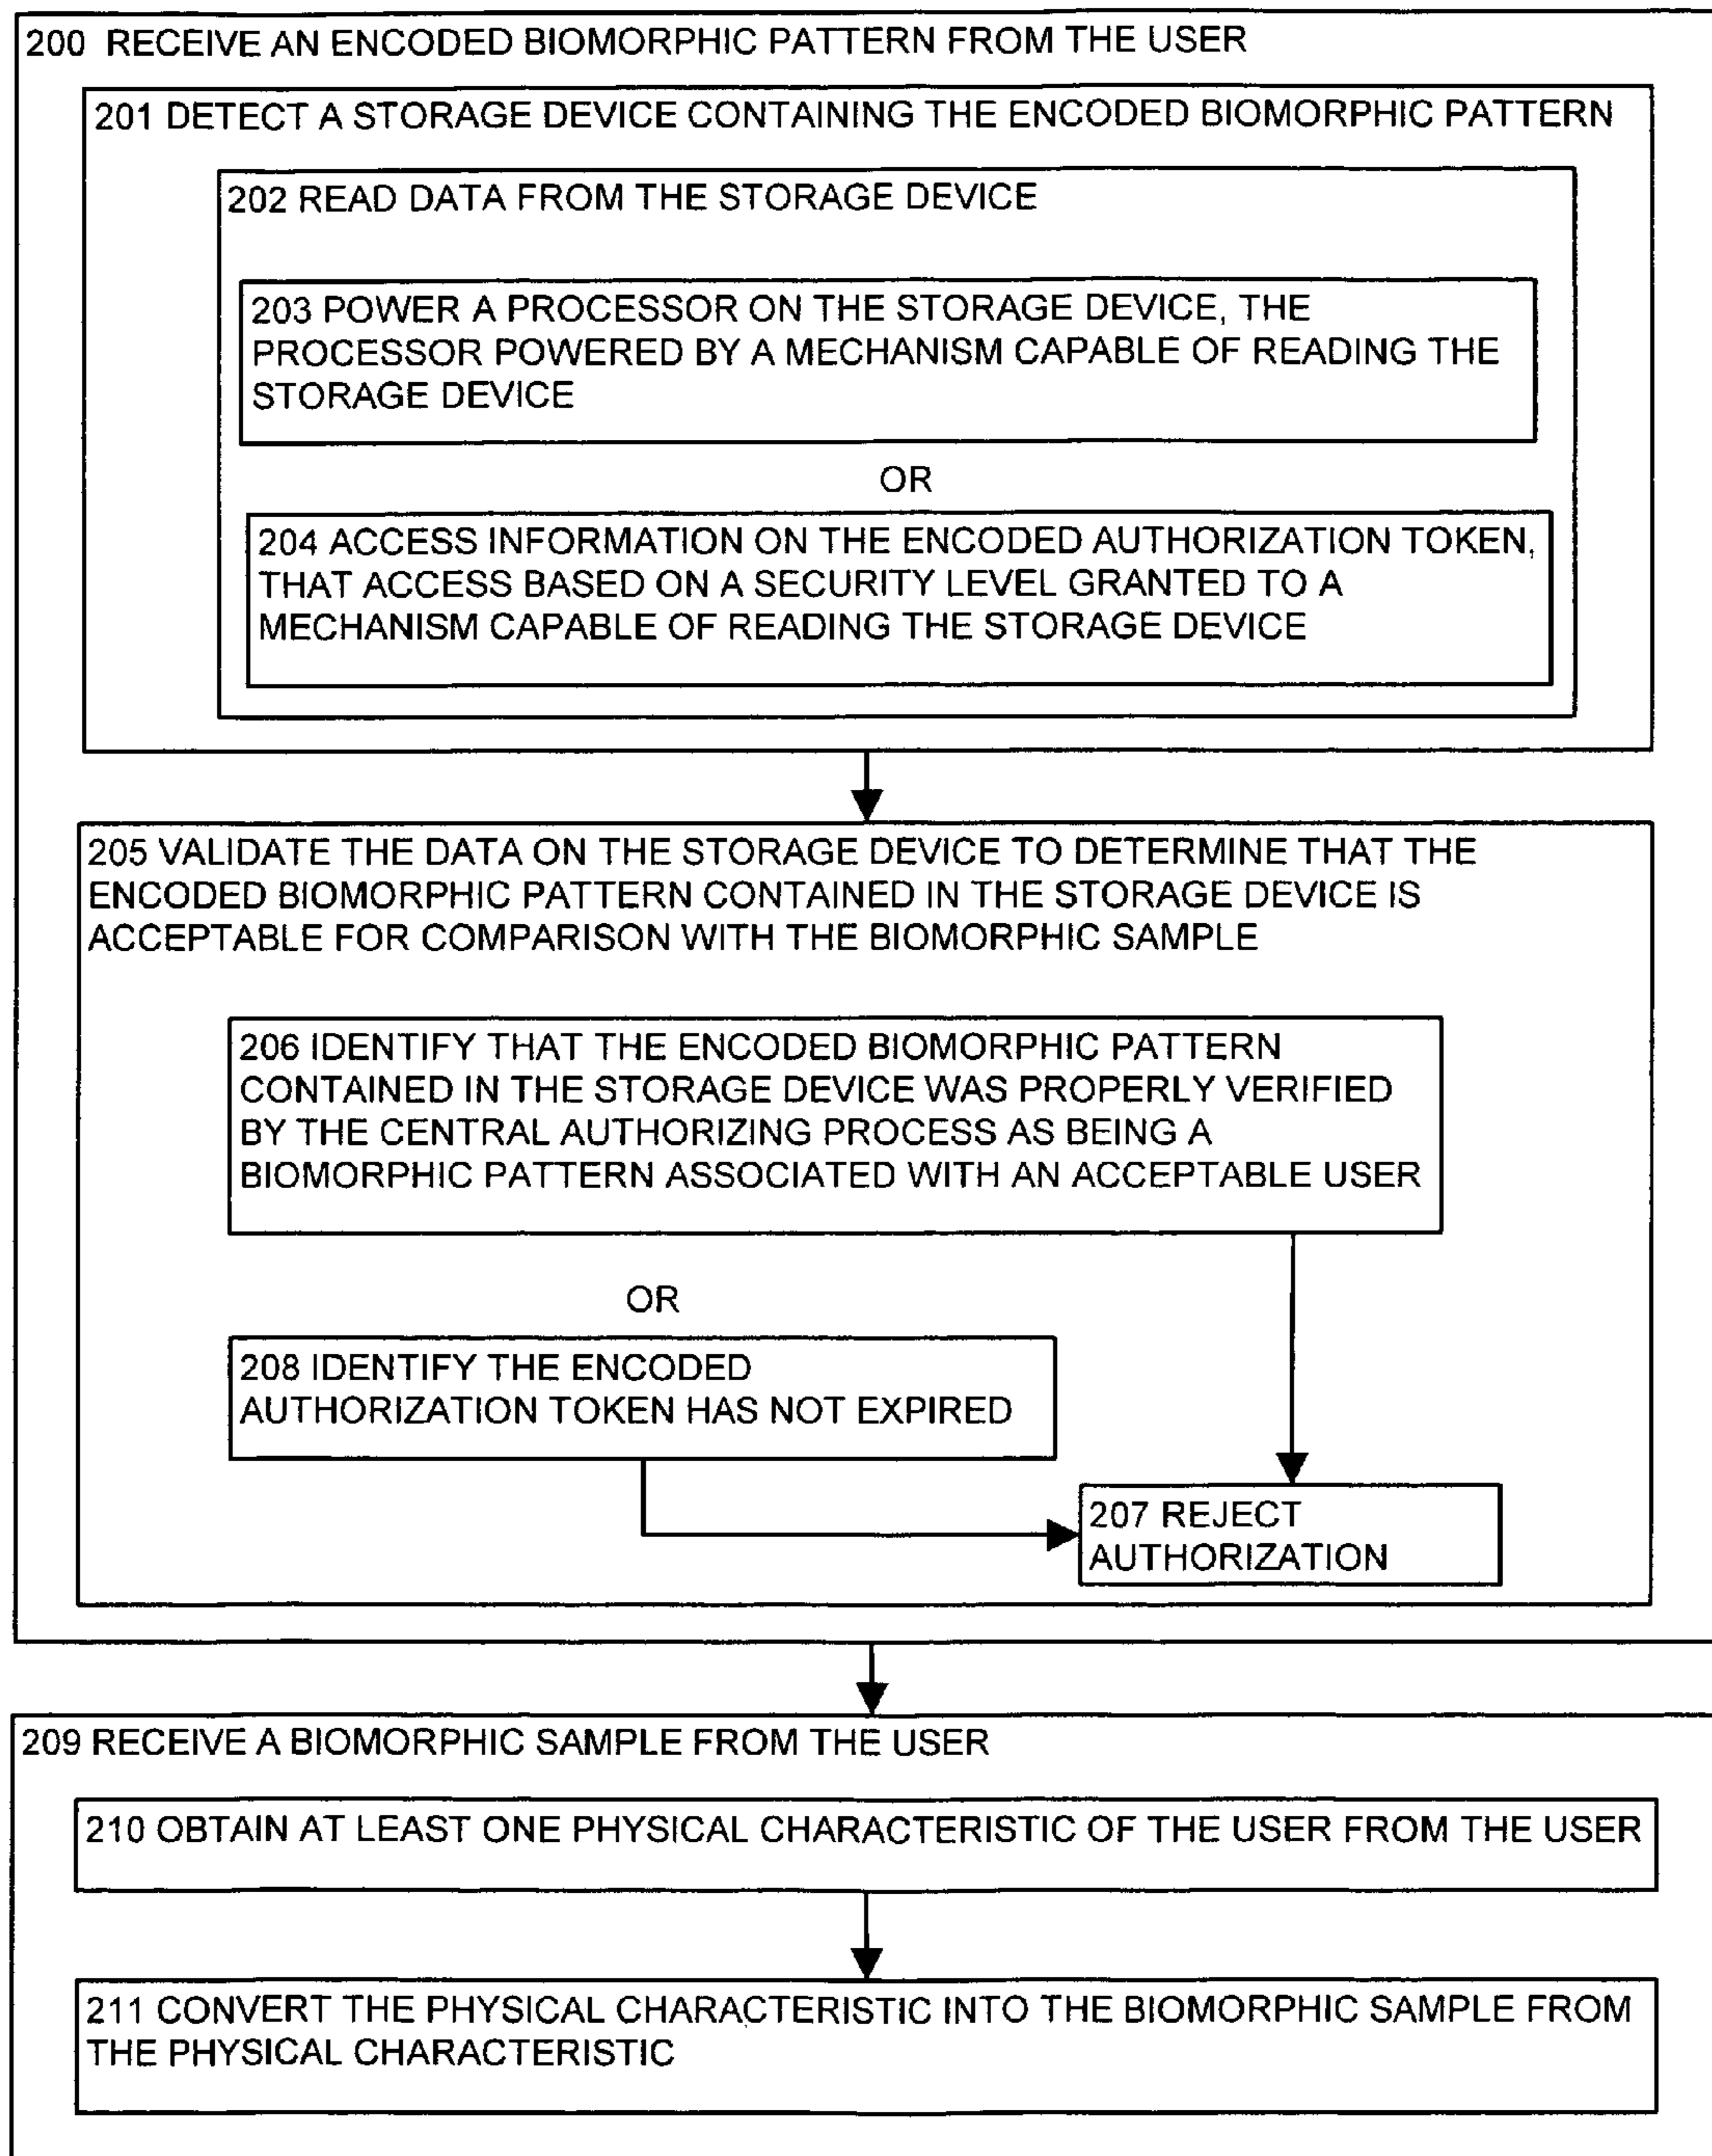 200 RECEIVE AN ENCODED BIOMORPHIC PATTERN FROM THE USER
201 DETECT A STORAGE DEVICE CONTAINING THE ENCODED BIOMORPHIC PATTERN
202 READ DATA FROM THE STORAGE DEVICE
203 POWER A PROCESSOR ON THE STORAGE DEVICE, THE
PROCESSOR POWERED BY A MECHANISM CAPABLE OF READING THE
STORAGE DEVICE
OR
204 ACCESS INFORMATION ON THE ENCODED AUTHORIZATION TOKEN,
THAT ACCESS BASED ON A SECURITY LEVEL GRANTED TO A
MECHANISM CAPABLE OF READING THE STORAGE DEVICE
205 VALIDATE THE DATA ON THE STORAGE DEVICE TO DETERMINE THAT THE
ENCODED BIOMORPHIC PATTERN CONTAINED IN THE STORAGE DEVICE IS
ACCEPTABLE FOR COMPARISON WITH THE BIOMORPHIC SAMPLE
206 IDENTIFY THAT THE ENCODED BIOMORPHIC PATTERN
CONTAINED IN THE STORAGE DEVICE WAS PROPERLY VERIFIED
BY THE CENTRAL AUTHORIZING PROCESS AS BEING A
BIOMORPHIC PATTERN ASSOCIATED WITH AN ACCEPTABLE USER
OR
208 IDENTIFY THE ENCODED
AUTHORIZATION TOKEN HAS NOT EXPIRED
207 REJECT
AUTHORIZATION
209 RECEIVE A BIOMORPHIC SAMPLE FROM THE USER
210 OBTAIN AT LEAST ONE PHYSICAL CHARACTERISTIC OF THE USER FROM THE USER
211 CONVERT THE PHYSICAL CHARACTERISTIC INTO THE BIOMORPHIC SAMPLE FROM
THE PHYSICAL CHARACTERISTIC